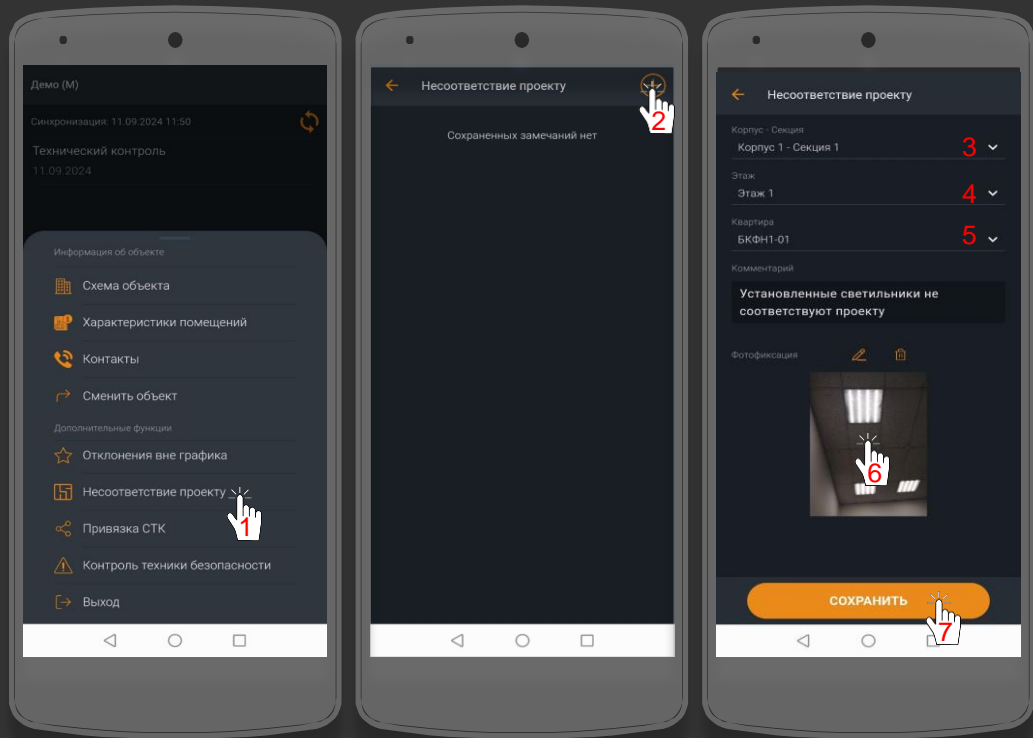 Демо (М)
Синхронизация: 11.09.2024 11:50
Технический контроль
11.09.2024
Информация об объекте
Схема объекта
Характеристики помещений
Контакты
Сменить объект
Дополнительные функции
Отклонения вне графика
Несоответствие проекту
1
Привязка СТК
Контроль техники безопасности
Выход
Несоответствие проекту
2
Сохраненных замечаний нет
Несоответствие проекту
Корпус - Секция
Корпус 1 - Секция 1
3
Этаж
Этаж 1
4
Квартира
БКФН1-01
5
Комментарий
Установленные светильники не
соответствуют проекту
Фотофиксация
6
СОХРАНИТЬ
7